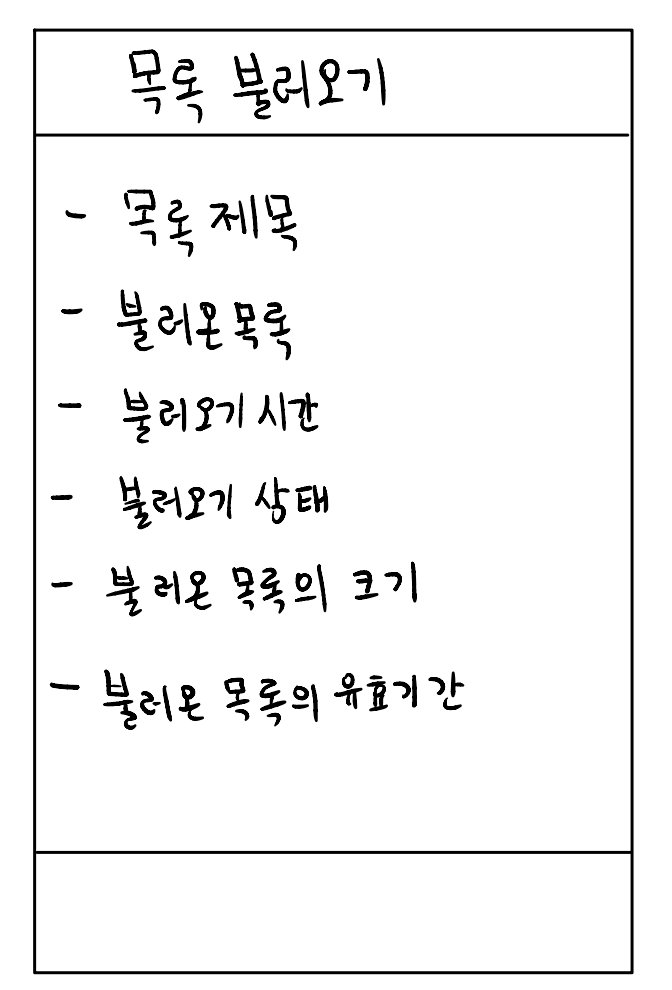 목록 불러오기
- 목록 제목
- 불러온 목록
- 불러오기 시간
- 불러오기 상태
- 불러온 목록의 크기
- 불러온 목록의 유효기간